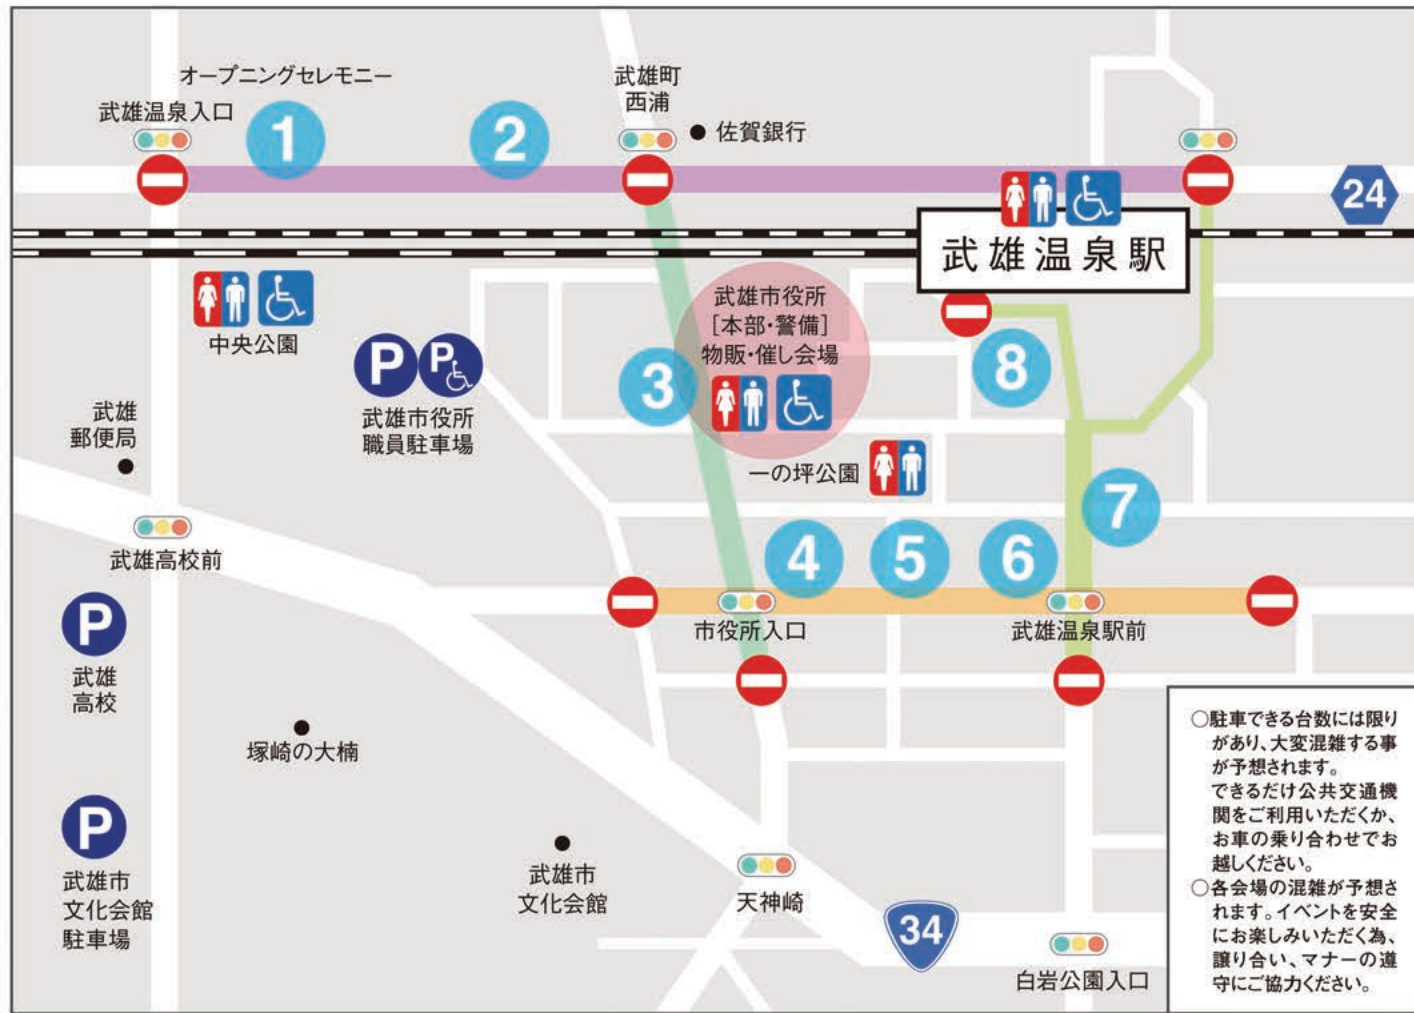 オープニングセレモニー
武雄温泉入口
1
2
武雄町
西浦
佐賀銀行
24
武雄温泉駅
中央公園
P
P
武雄市役所
職員駐車場
武雄市役所
［本部・警備］
物販・催し会場
3
8
武雄
郵便局
一の坪公園
7
武雄高校前
4
5
6
市役所入口
武雄温泉駅前
P
武雄
高校
塚崎の大楠
P
武雄市
文化会館
駐車場
武雄市
文化会館
天神崎
34
白岩公園入口
○駐車できる台数には限り
があり、大変混雑する事
が予想されます。
できるだけ公共交通機
関をご利用いただくか、
お車の乗り合わせでお
越しください。
○各会場の混雑が予想さ
れます。イベントを安全
にお楽しみいただく為、
譲り合い、マナーの遵
守にご協力ください。